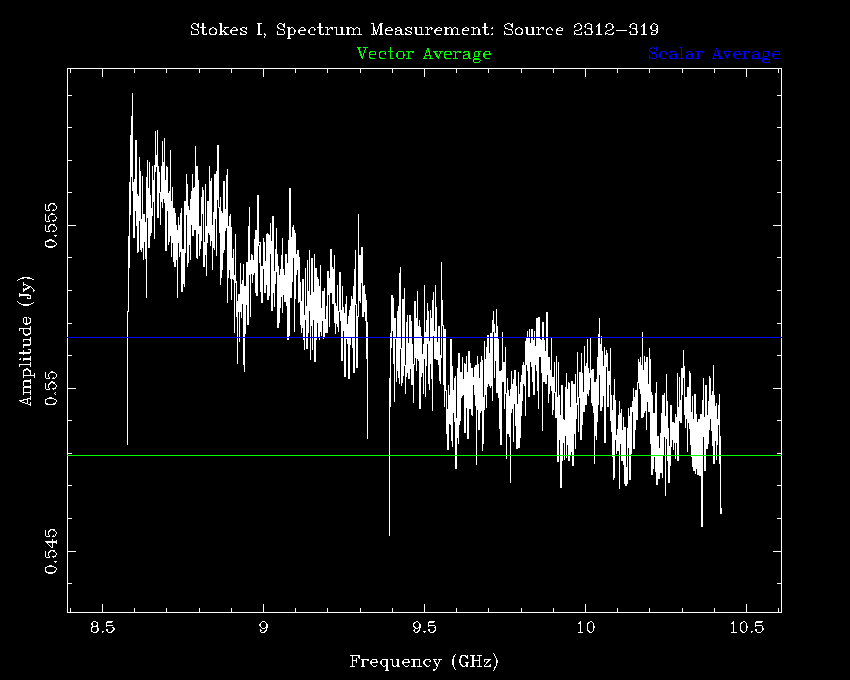 Stokes I, Spectrum Measurement: Source 2312-319
Vector Average
Scalar Average
0.555
0.55
0.545
Amplitude (Jy)
8.5
9
9.5
10
10.5
Frequency (GHz)